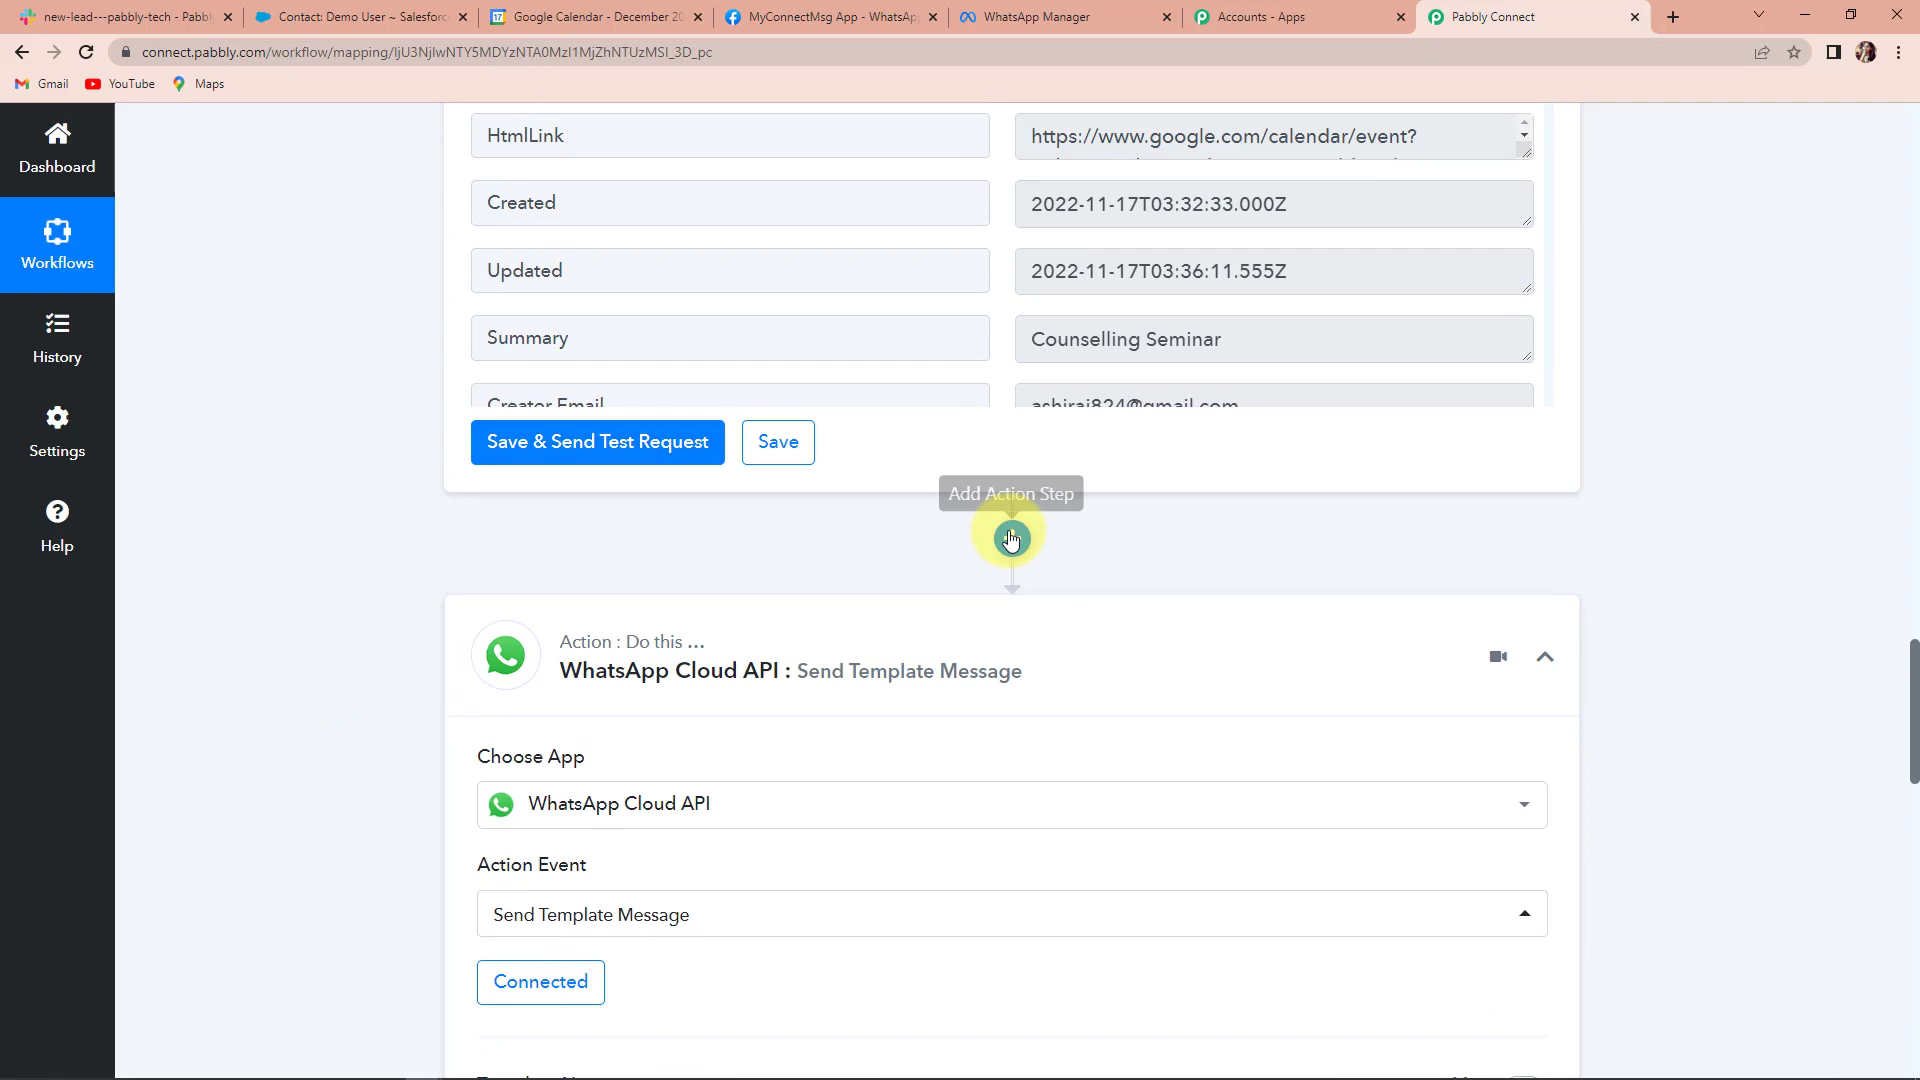 new-lead---pabbly-tech - Pabbl
Contact: Demo User ~ Salesforc
Google Calendar - December 20
MyConnectMsg App - WhatsAp
WhatsApp Manager
Accounts - Apps
Pabbly Connect
connect.pabbly.com/workflow/mapping/IjU3NjIwNTY5MDYzNTA0MzI1MjZhNTUzMSI_3D_pc
Gmail
YouTube
Maps
Dashboard
Workflows
History
Settings
Help
HtmlLink
https://www.google.com/calendar/event?
Created
2022-11-17T03:32:33.000Z
Updated
2022-11-17T03:36:11.555Z
Summary
Counselling Seminar
Creator Email
ashirai824@gmail.com
Save & Send Test Request
Save
Add Action Step
Action : Do this ...
WhatsApp Cloud API : Send Template Message
Choose App
WhatsApp Cloud API
Action Event
Send Template Message
Connected